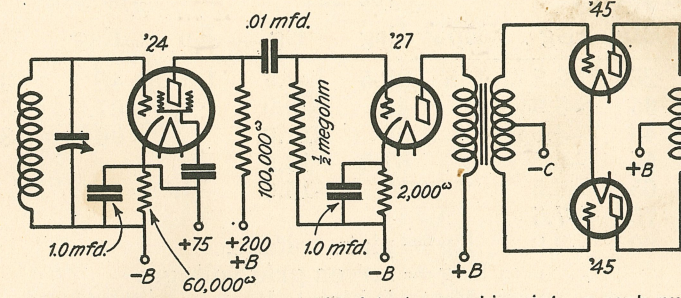 '24
.01 mfd.
'27
'45
100,000ω
½ megohm
2,000ω
-C
+B
1.0 mfd.
+75
+200
+B
1.0 mfd.
-B
60,000ω
-B
+B
'45